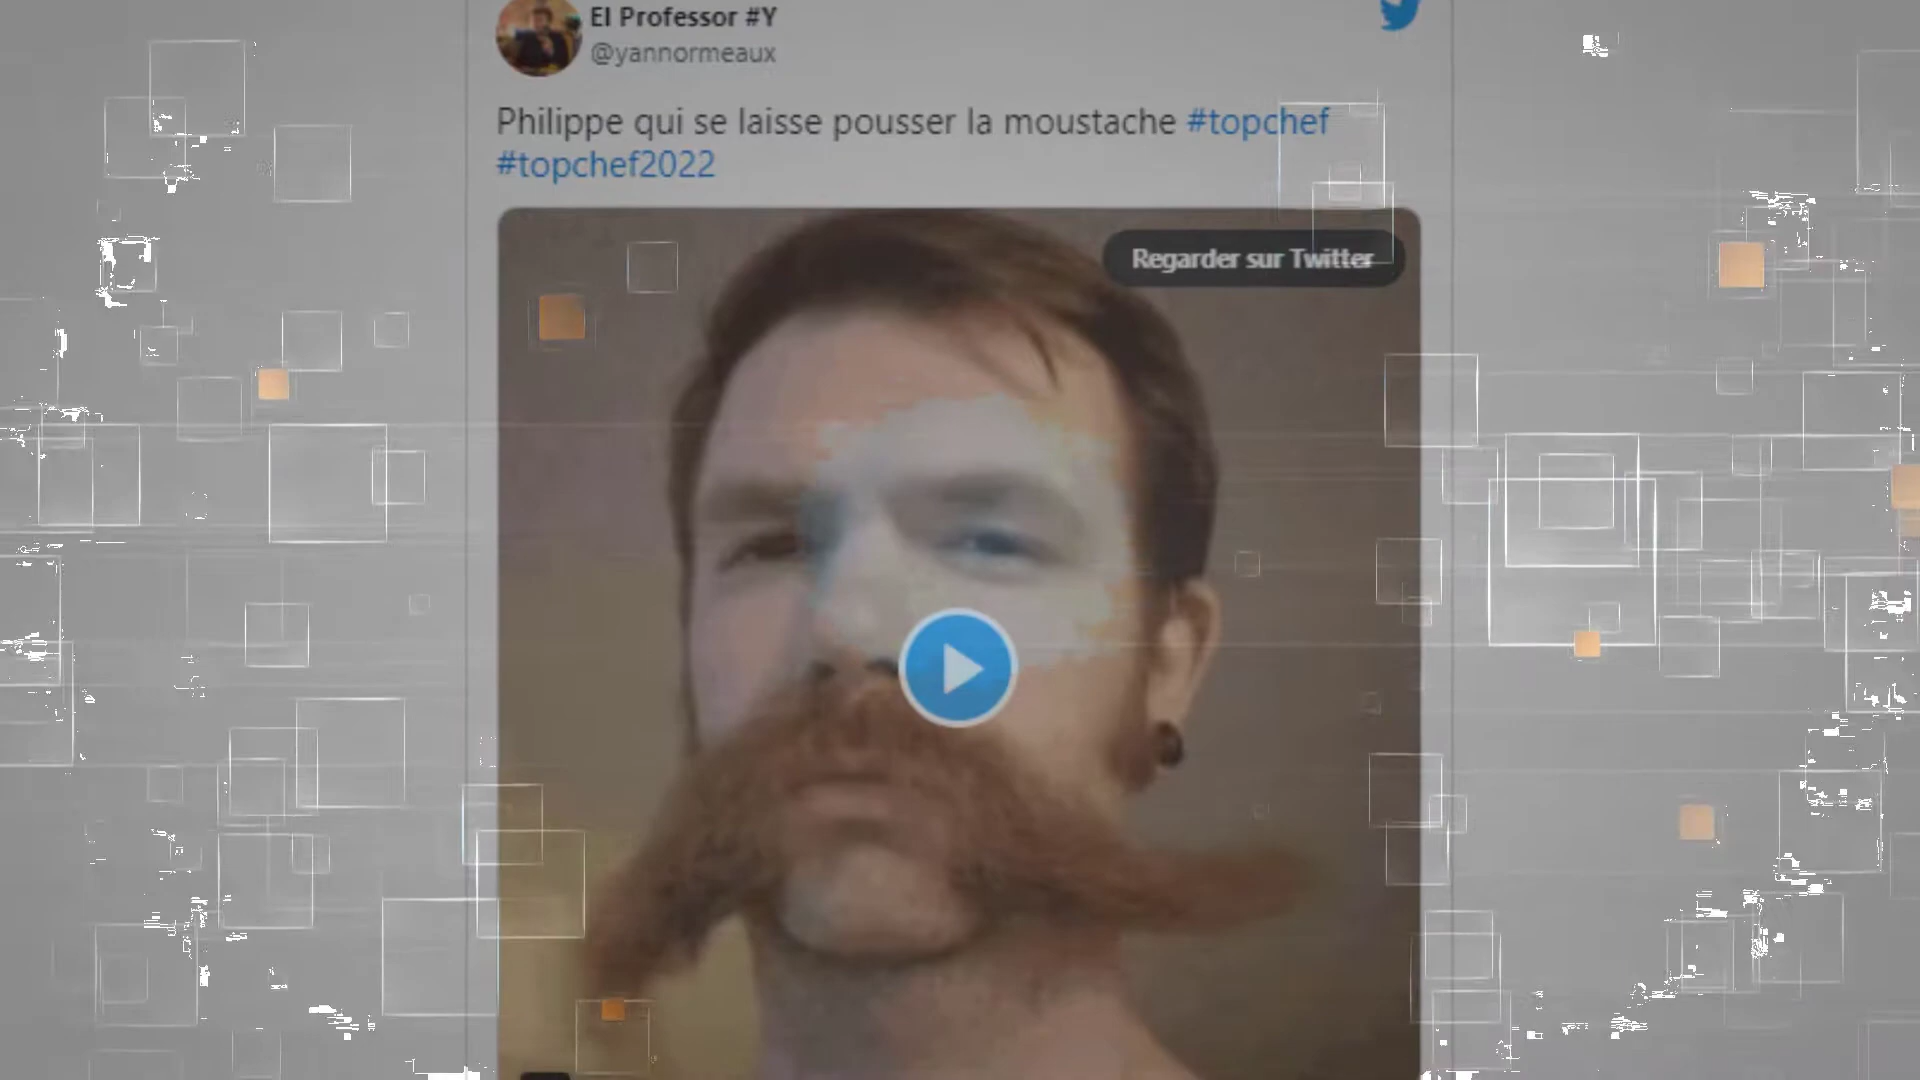 El Professor #Y
@yannormeaux
Philippe qui se laisse pousser la moustache #topchef
#topchef2022
Regarder sur Twitter